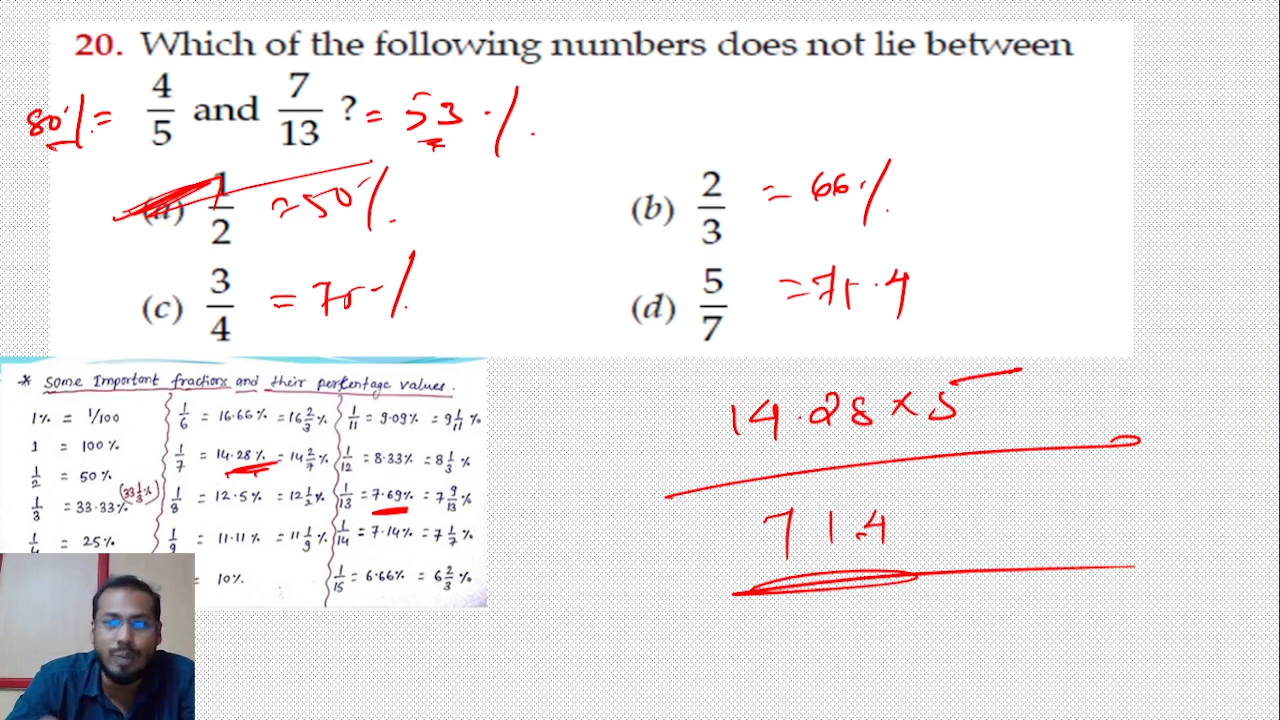 20. Which of the following numbers does not lie between
80% = 4/5 and 7/13 ? = 53 %.
(a) 1/2 = 50%. (b) 2/3 = 66%.
(c) 3/4 = 75% (d) 5/7 = 71.4
* Some Important fractions and their percentage values.
1% = 1/100 1/6 = 16.66% = 16 2/3 % 1/11 = 9.09% = 9 1/11 %
1 = 100% 1/7 = 14.28% = 14 2/7 % 1/12 = 8.33% = 8 1/3 %
1/2 = 50%
1/3 = 33.33% (33 1/3 %) 1/8 = 12.5% = 12 1/2 % 1/13 = 7.69% = 7 9/13 %
1/4 = 25% 1/9 = 11.11% = 11 1/9 % 1/14 = 7.14% = 7 1/7 %
= 10% 1/15 = 6.66% = 6 2/3 %
14.28 × 5
71.4